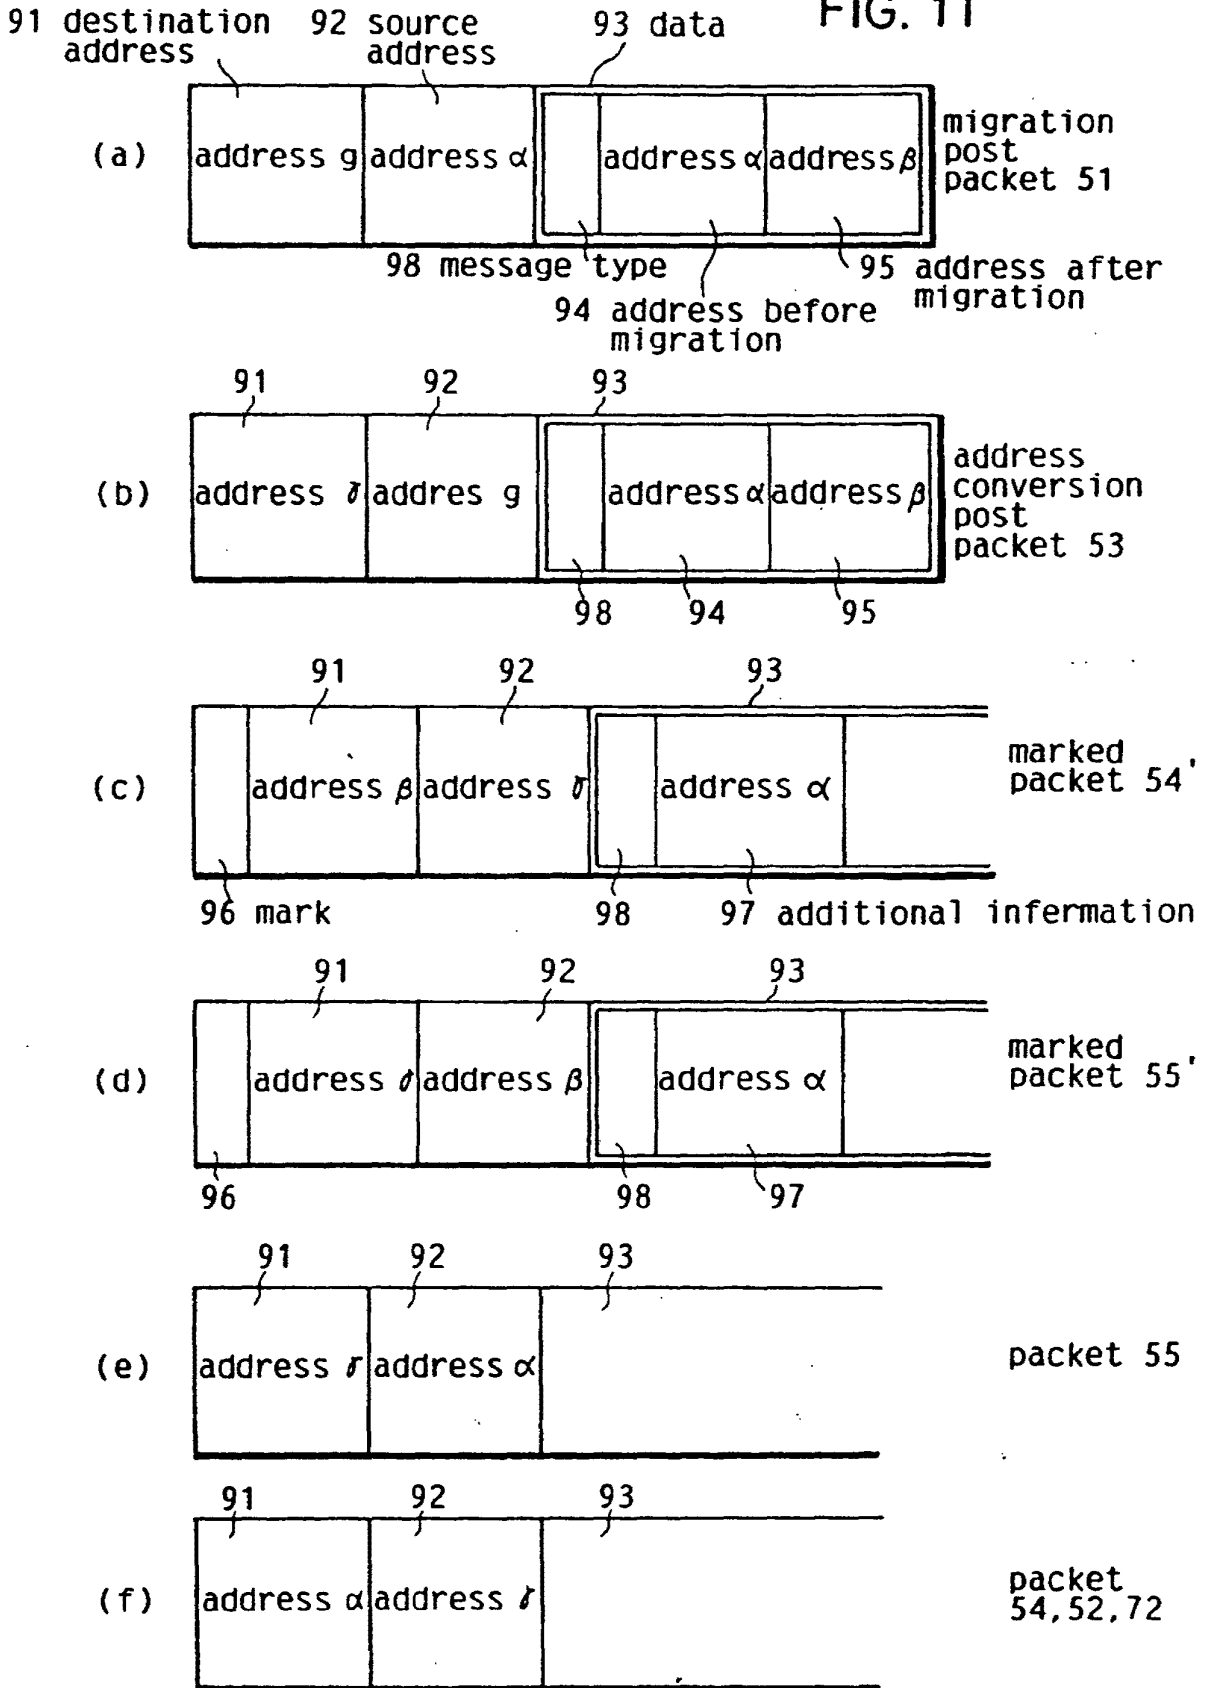 FIG. 11
91 destination address
92 source address
93 data
(a)
address g
address α
address α
address β
migration post packet 51
98 message type
94 address before migration
95 address after migration
91
92
93
(b)
address γ
addres g
address α
address β
address conversion post packet 53
98
94
95
91
92
93
(c)
address β
address γ
address α
marked packet 54'
96 mark
98
97 additional infermation
91
92
93
(d)
address γ
address β
address α
marked packet 55'
96
98
97
91
92
93
(e)
address γ
address α
packet 55
91
92
93
(f)
address α
address γ
packet 54,52,72